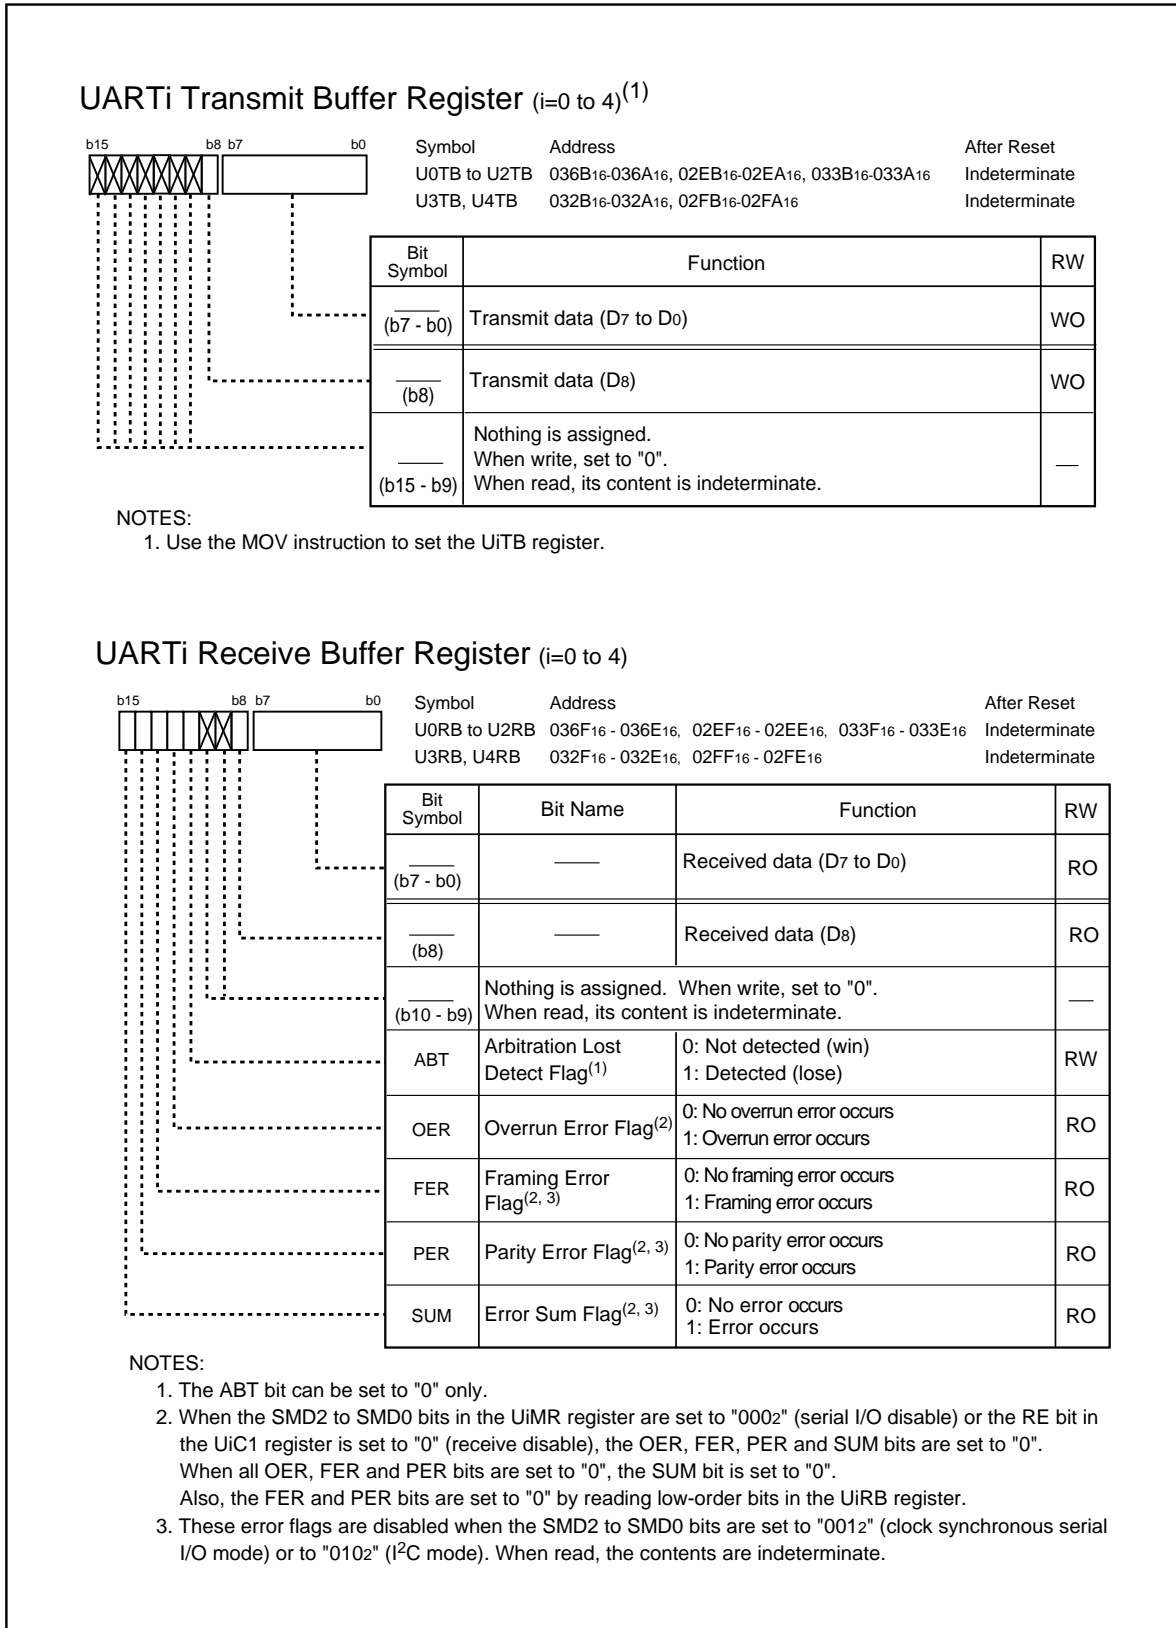 UARTi Transmit Buffer Register (i=0 to 4)(1)
b15 b8 b7 b0
Symbol Address After Reset
U0TB to U2TB 036B16-036A16, 02EB16-02EA16, 033B16-033A16 Indeterminate
U3TB, U4TB 032B16-032A16, 02FB16-02FA16 Indeterminate
Bit Symbol Function RW
(b7 - b0) Transmit data (D7 to D0) WO
(b8) Transmit data (D8) WO
Nothing is assigned.
When write, set to "0".
(b15 - b9) When read, its content is indeterminate.
NOTES:
1. Use the MOV instruction to set the UiTB register.
UARTi Receive Buffer Register (i=0 to 4)
b15 b8 b7 b0
Symbol Address After Reset
U0RB to U2RB 036F16 - 036E16, 02EF16 - 02EE16, 033F16 - 033E16 Indeterminate
U3RB, U4RB 032F16 - 032E16, 02FF16 - 02FE16 Indeterminate
Bit Symbol Bit Name Function RW
(b7 - b0) Received data (D7 to D0) RO
(b8) Received data (D8) RO
Nothing is assigned. When write, set to "0".
(b10 - b9) When read, its content is indeterminate.
ABT Arbitration Lost Detect Flag(1) 0: Not detected (win) RW
1: Detected (lose)
OER Overrun Error Flag(2) 0: No overrun error occurs RO
1: Overrun error occurs
FER Framing Error Flag(2, 3) 0: No framing error occurs RO
1: Framing error occurs
PER Parity Error Flag(2, 3) 0: No parity error occurs RO
1: Parity error occurs
SUM Error Sum Flag(2, 3) 0: No error occurs RO
1: Error occurs
NOTES:
1. The ABT bit can be set to "0" only.
2. When the SMD2 to SMD0 bits in the UiMR register are set to "0002" (serial I/O disable) or the RE bit in
the UiC1 register is set to "0" (receive disable), the OER, FER, PER and SUM bits are set to "0".
When all OER, FER and PER bits are set to "0", the SUM bit is set to "0".
Also, the FER and PER bits are set to "0" by reading low-order bits in the UiRB register.
3. These error flags are disabled when the SMD2 to SMD0 bits are set to "0012" (clock synchronous serial
I/O mode) or to "0102" (I2C mode). When read, the contents are indeterminate.